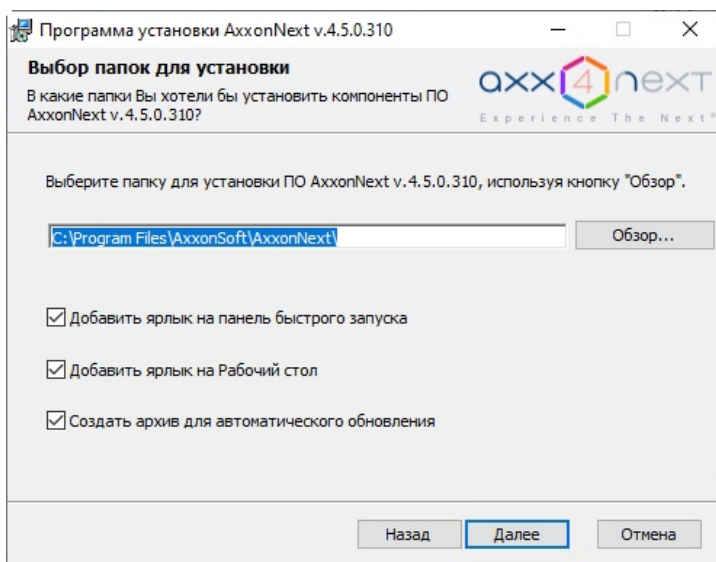 Программа установки AxxonNext v.4.5.0.310
Выбор папок для установки
В какие папки Вы хотели бы установить компоненты ПО
AxxonNext v.4.5.0.310?
axx4next
Experience The Next
Выберите папку для установки ПО AxxonNext v.4.5.0.310, используя кнопку "Обзор".
C:\Program Files\AxxonSoft\AxxonNext\
Обзор...
Добавить ярлык на панель быстрого запуска
Добавить ярлык на Рабочий стол
Создать архив для автоматического обновления
Назад
Далее
Отмена